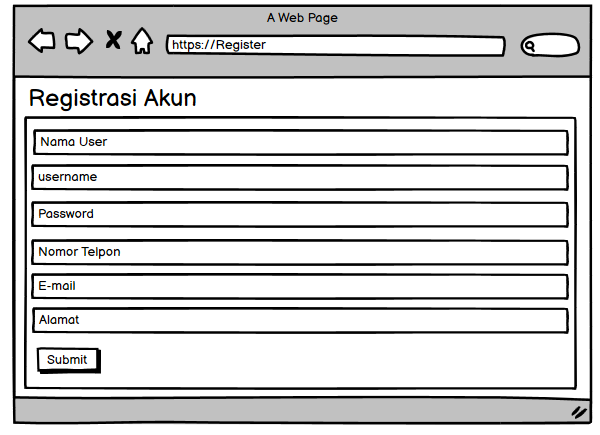 A Web Page
https://Register
Registrasi Akun
Nama User
username
Password
Nomor Telpon
E-mail
Alamat
Submit